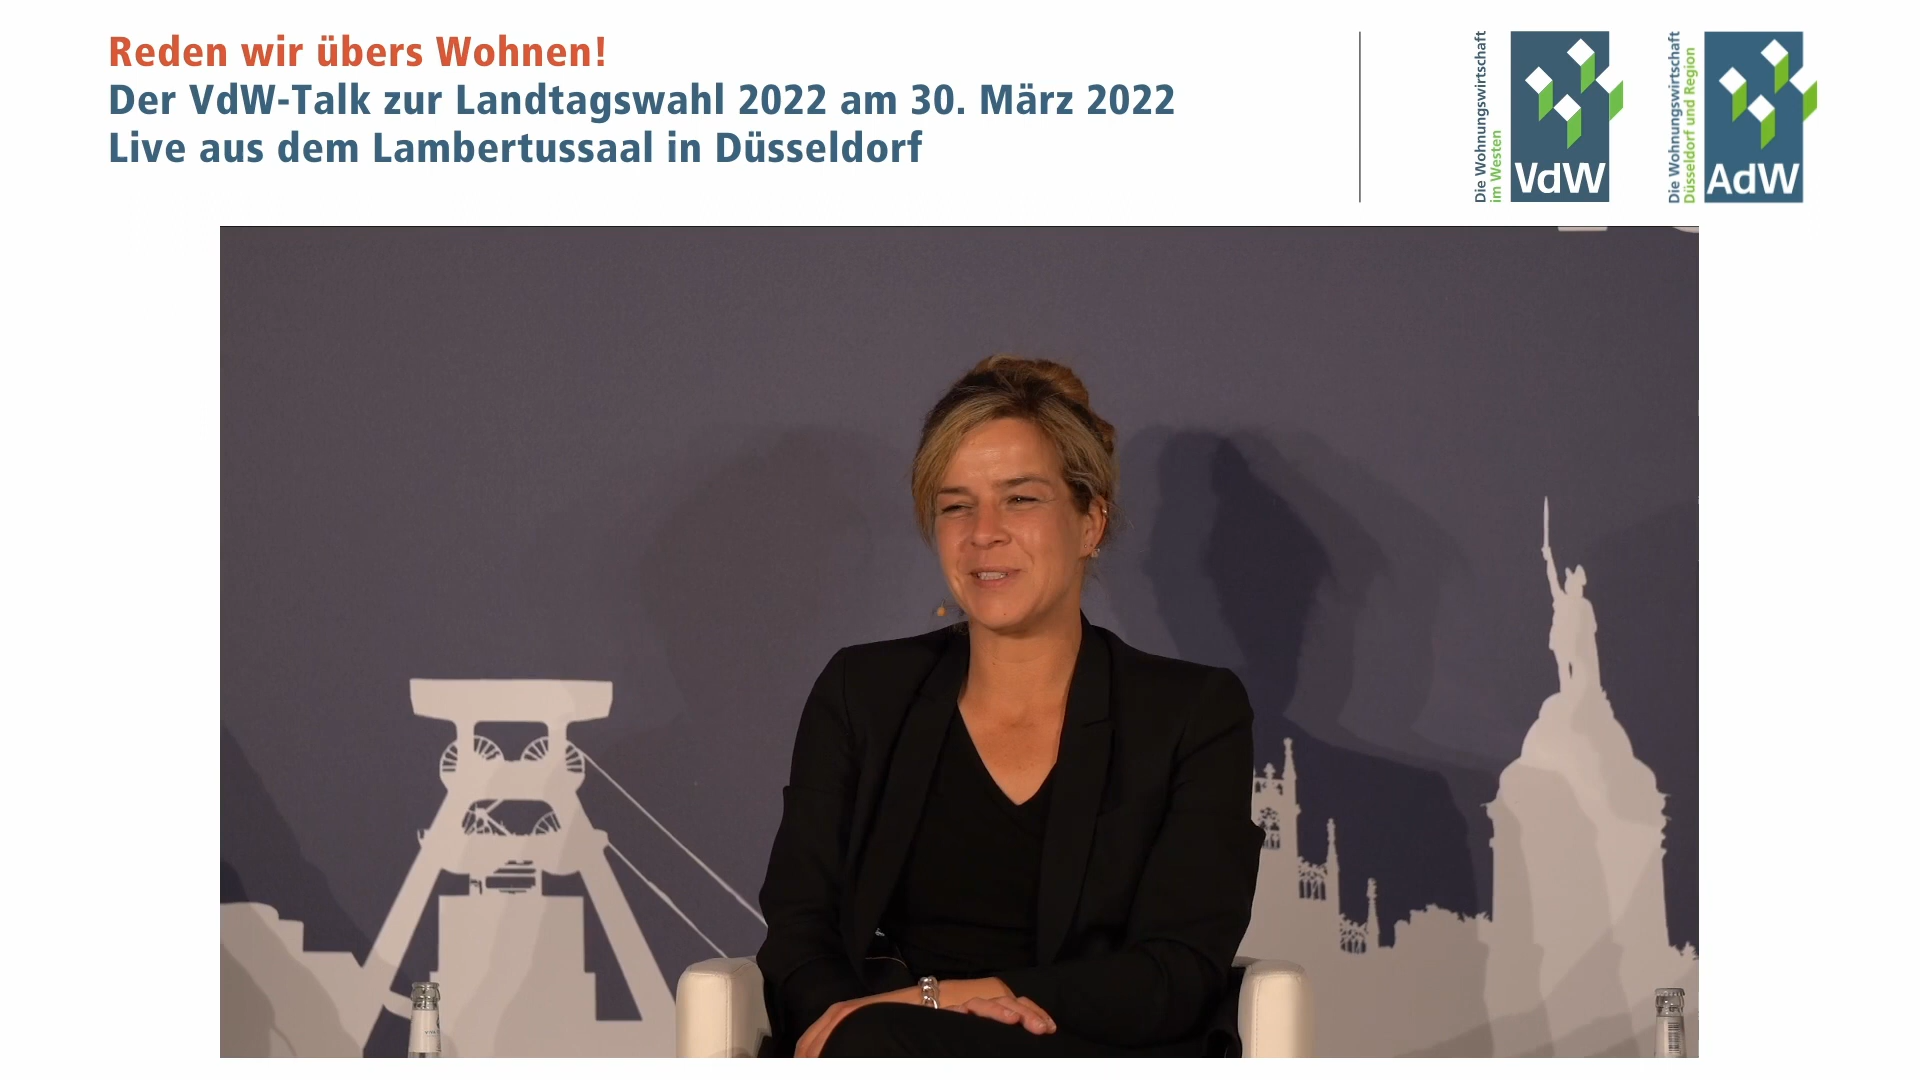 Reden wir übers Wohnen!
Der VdW-Talk zur Landtagswahl 2022 am 30. März 2022
Live aus dem Lambertussaal in Düsseldorf
Die Wohnungswirtschaft
im Westen
VdW
Die Wohnungswirtschaft
Düsseldorf und Region
AdW